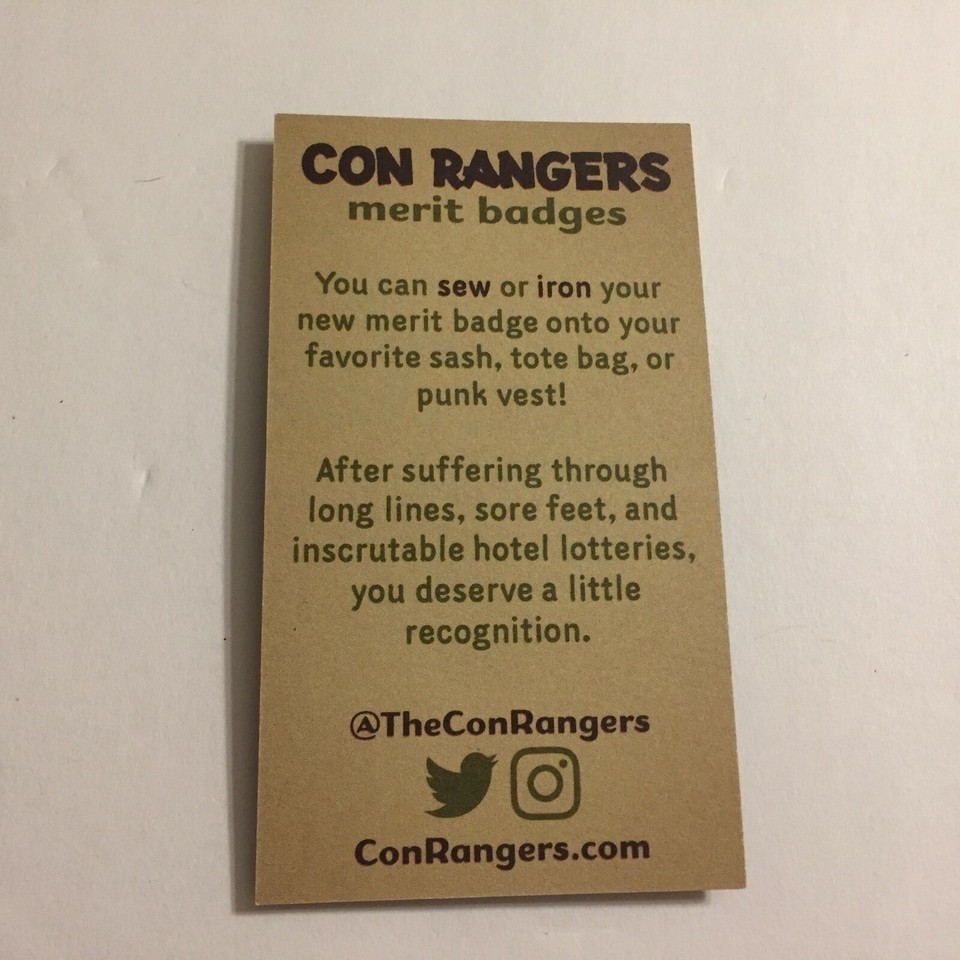 CON RANGERS
merit badges
You can sew or iron your
new merit badge onto your
favorite sash, tote bag, or
punk vest!
After suffering through
long lines, sore feet, and
inscrutable hotel lotteries,
you deserve a little
recognition.
@TheConRangers
ConRangers.com